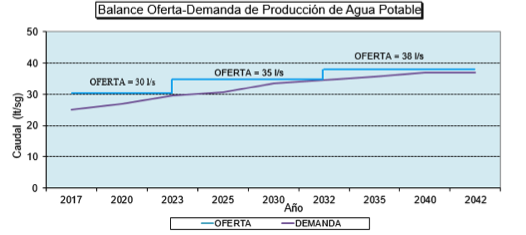 Balance Oferta-Demanda de Producción de Agua Potable
50
40
30
20
10
0
Caudal (lt/sg)
OFERTA = 30 l/s
OFERTA = 35 l/s
OFERTA = 38 l/s
2017 2020 2023 2025 2030 2032 2035 2040 2042
Año
OFERTA DEMANDA